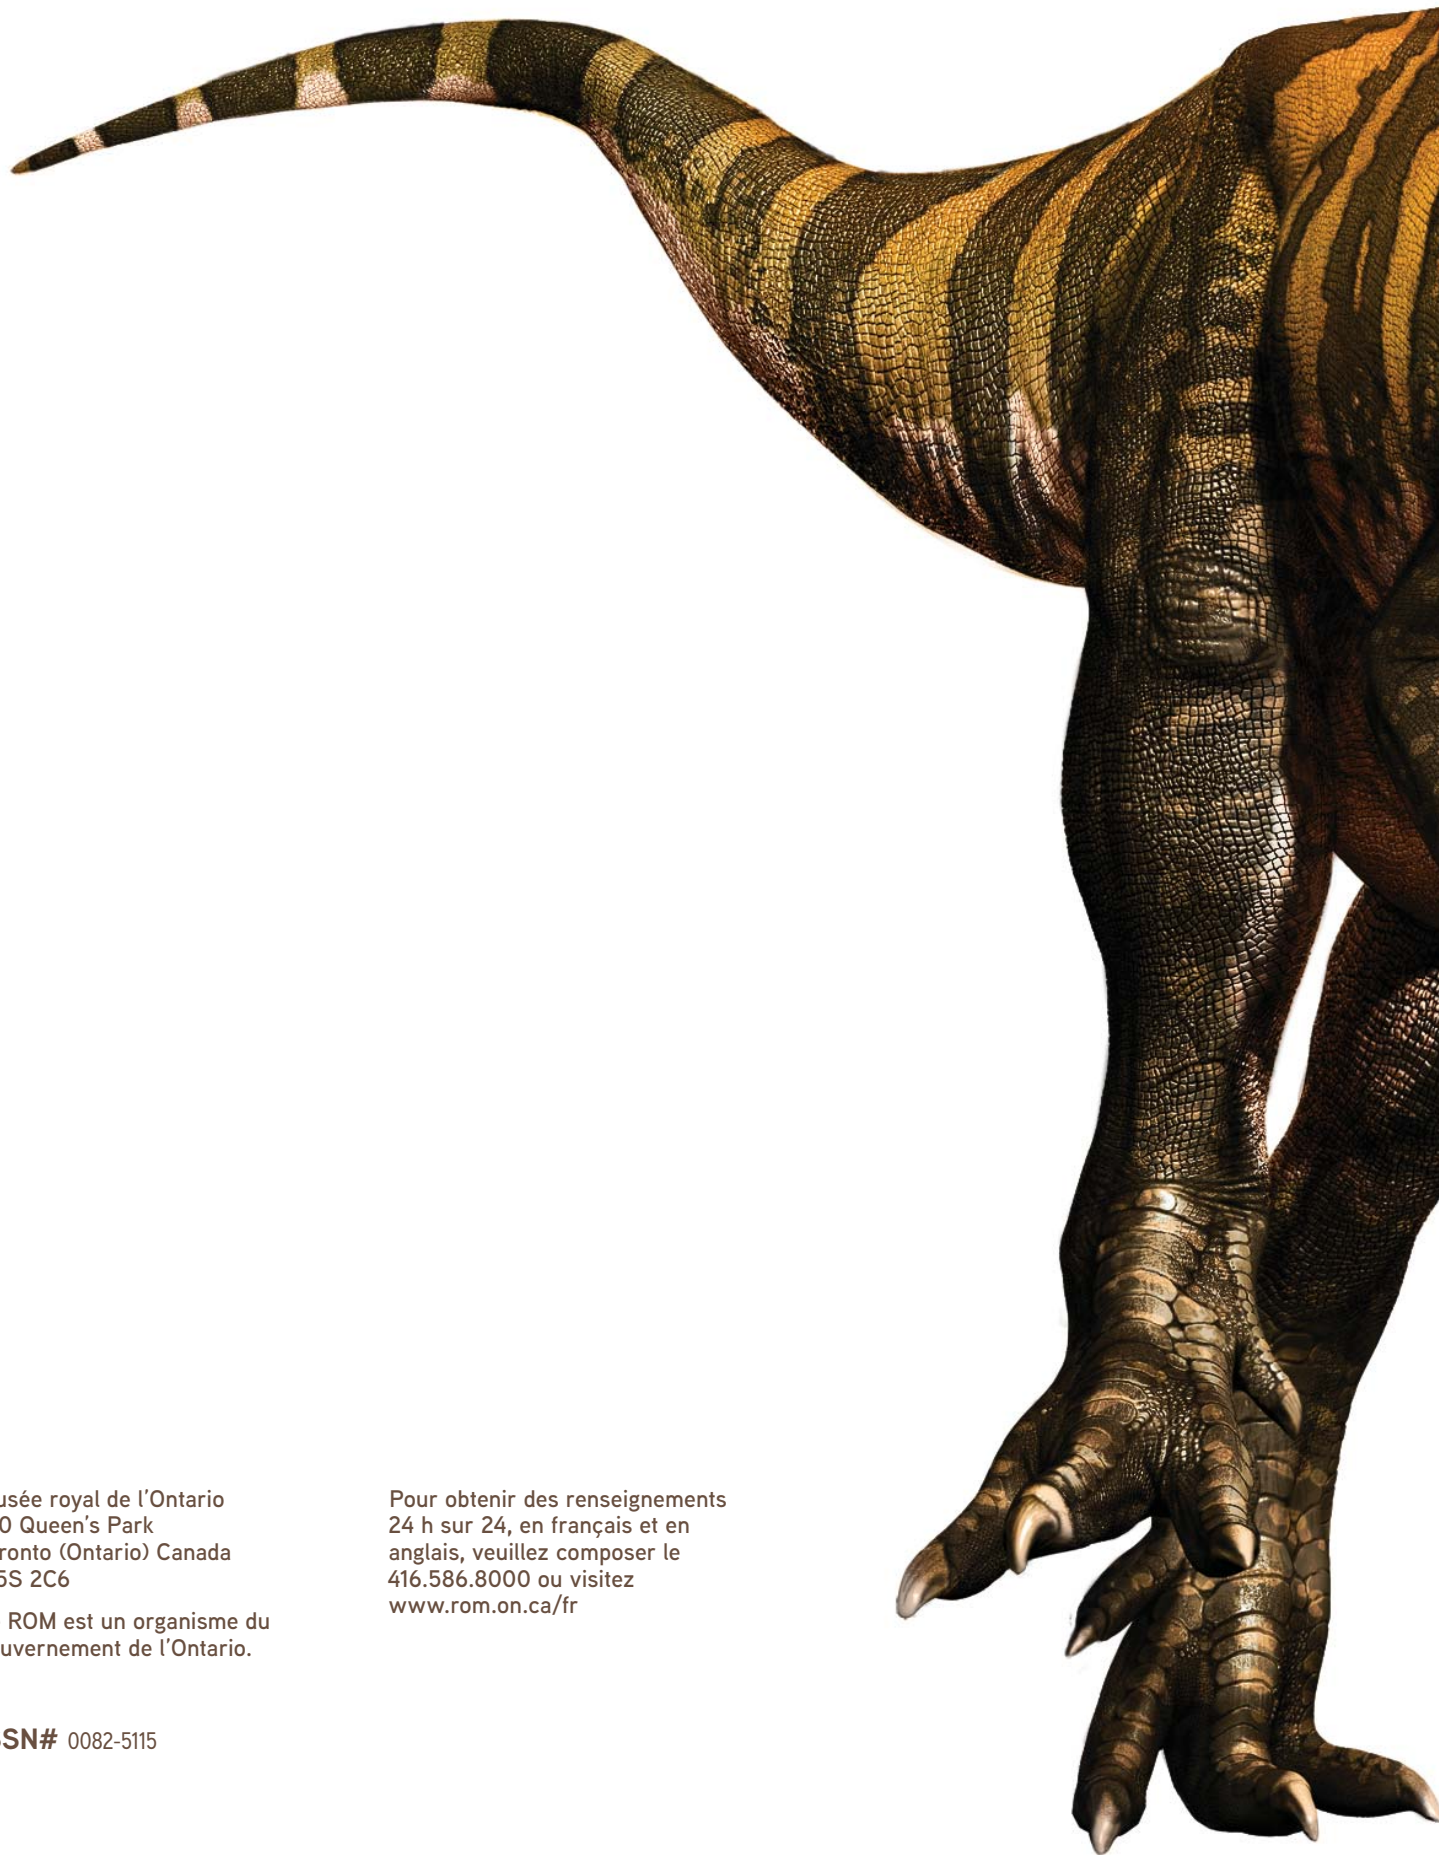 usée royal de l'Ontario
0 Queen's Park
ronto (Ontario) Canada
5S 2C6
ROM est un organisme du
uvernement de l'Ontario.
SN# 0082-5115
Pour obtenir des renseignements
24 h sur 24, en français et en
anglais, veuillez composer le
416.586.8000 ou visitez
www.rom.on.ca/fr